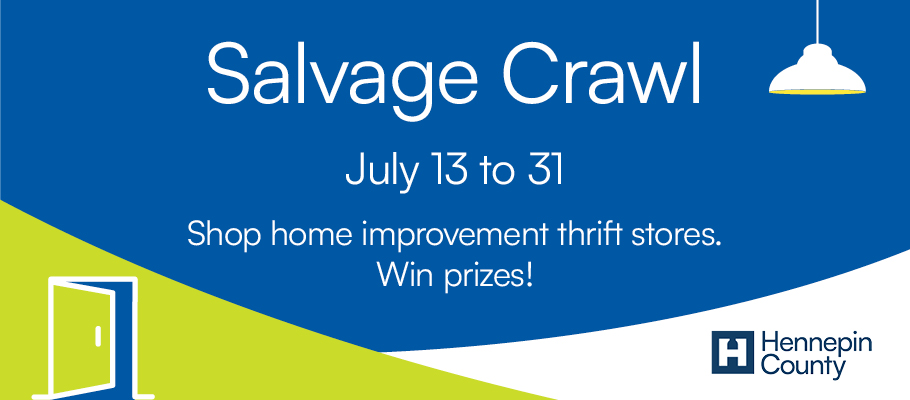 Salvage Crawl
July 13 to 31
Shop home improvement thrift stores.
Win prizes!
H Hennepin
County